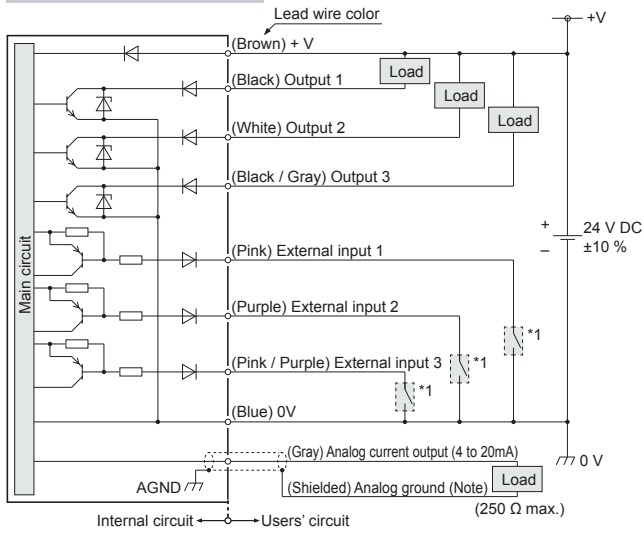 Lead wire color
+V
(Brown) + V
Load
(Black) Output 1
Load
(White) Output 2
Load
(Black / Gray) Output 3
+
24 V DC
–
±10 %
Main circuit
(Pink) External input 1
*1
(Purple) External input 2
*1
(Pink / Purple) External input 3
*1
(Blue) 0V
(Gray) Analog current output (4 to 20mA)
0 V
AGND
(Shielded) Analog ground (Note)
Load
(250 Ω max.)
Internal circuit
Users' circuit